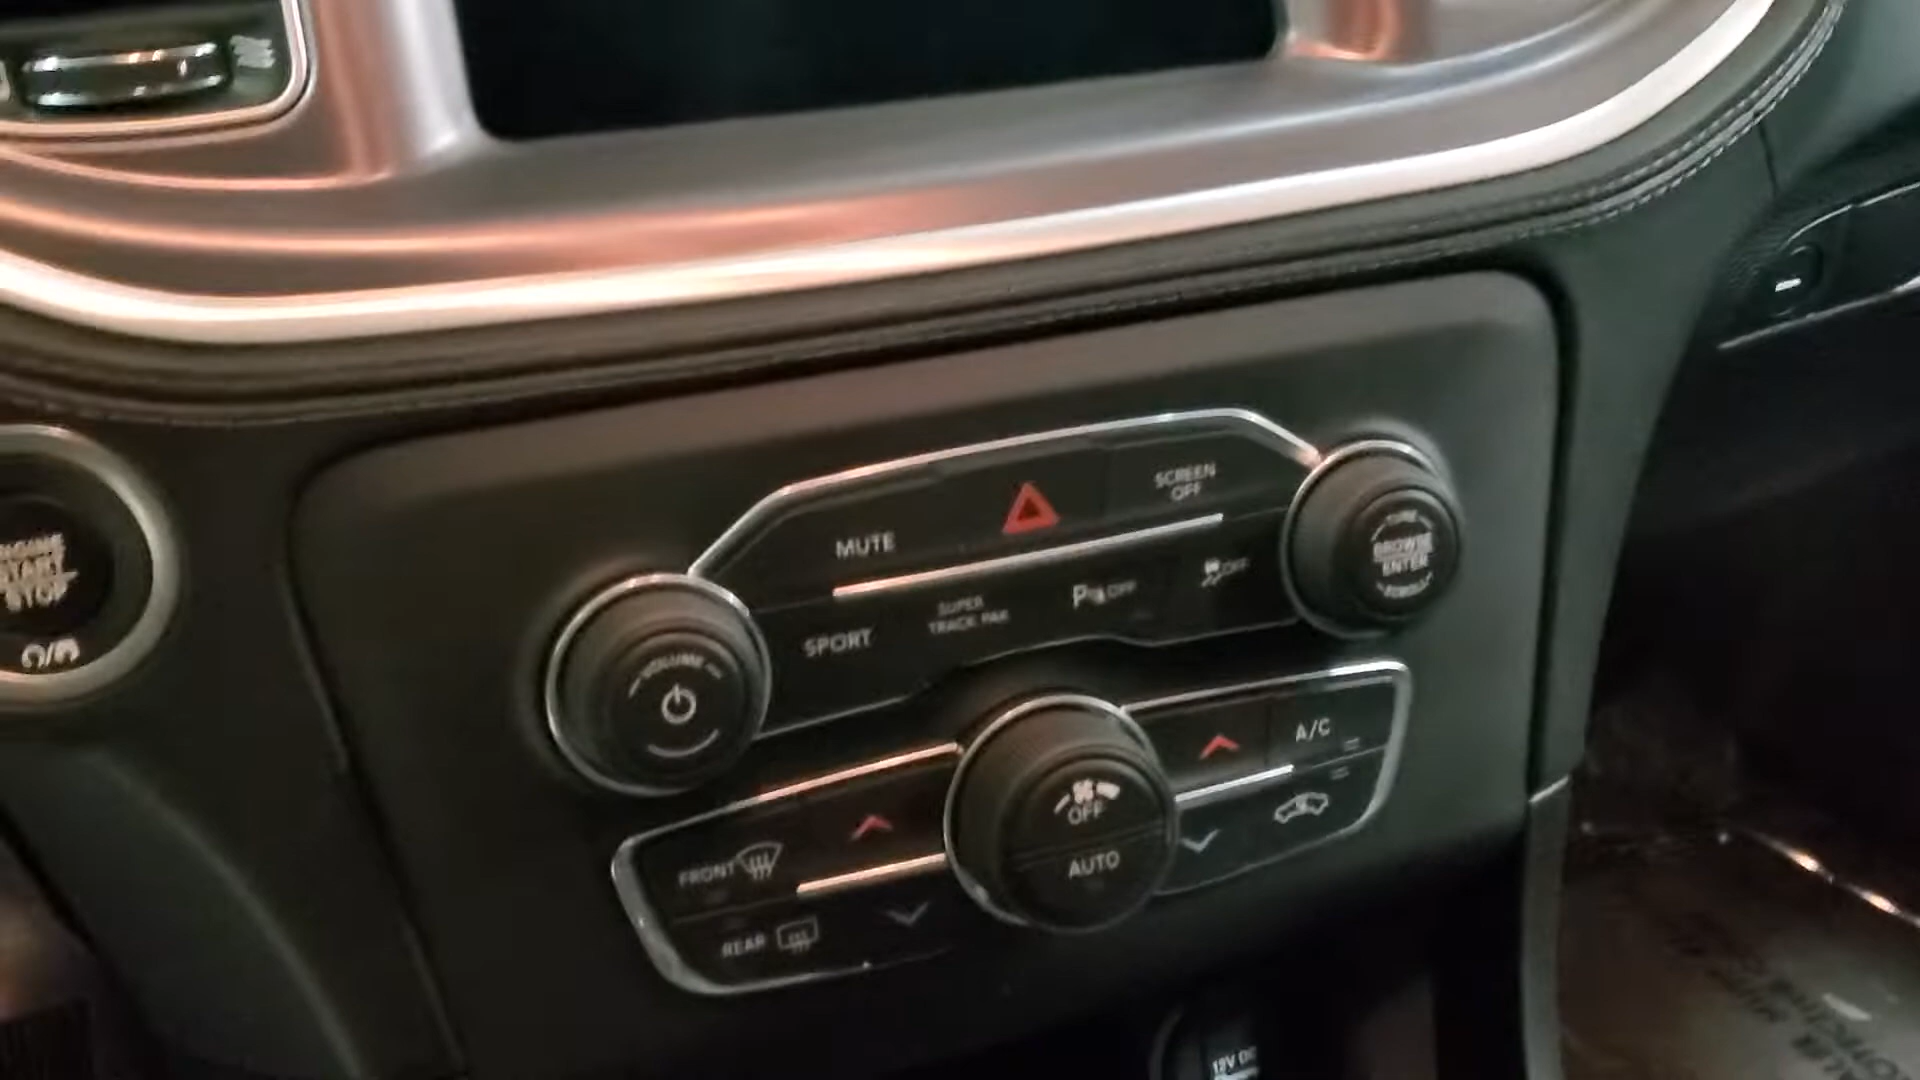 SCREEN
OFF
MUTE
ENGINE
START
STOP
BROWSE
ENTER
P OFF
OFF
SUPER
TRACK PAK
SPORT
VOLUME
A/C
OFF
AUTO
FRONT
REAR
12V DC